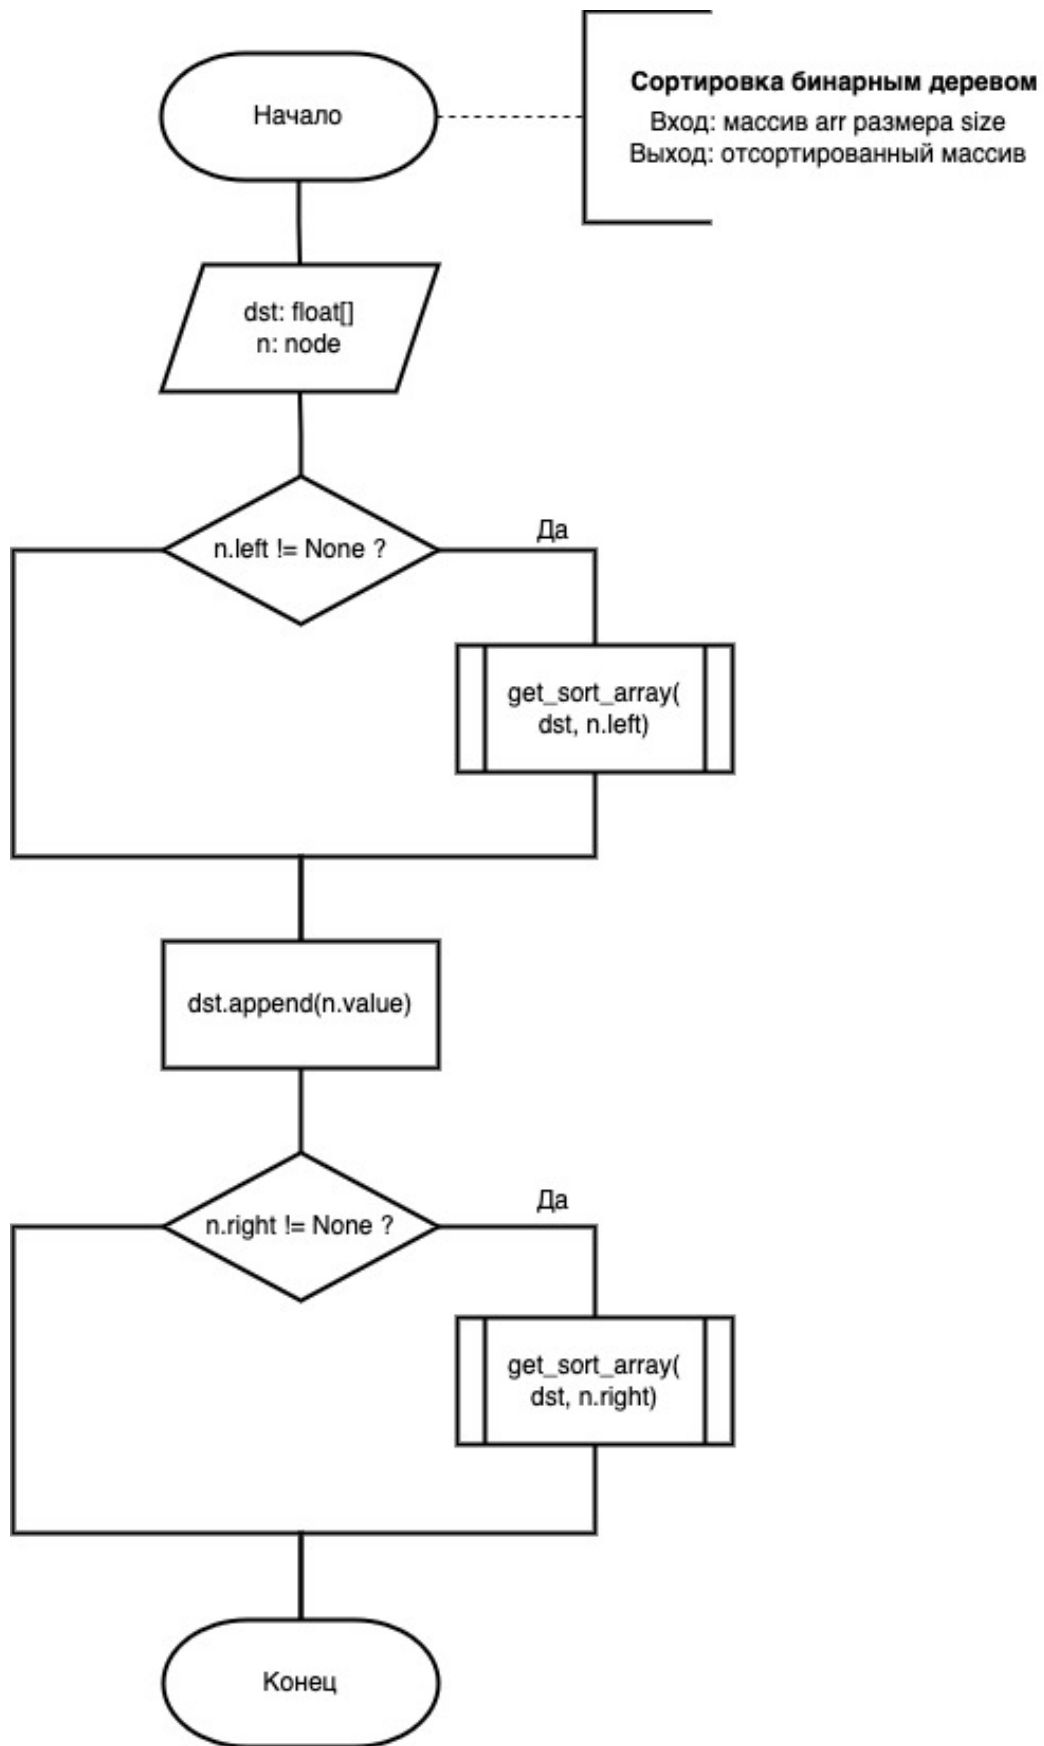 Начало
Сортировка бинарным деревом
Вход: массив arr размера size
Выход: отсортированный массив
dst: float[]
n: node
n.left != None ?
Да
get_sort_array(
dst, n.left)
dst.append(n.value)
n.right != None ?
Да
get_sort_array(
dst, n.right)
Конец